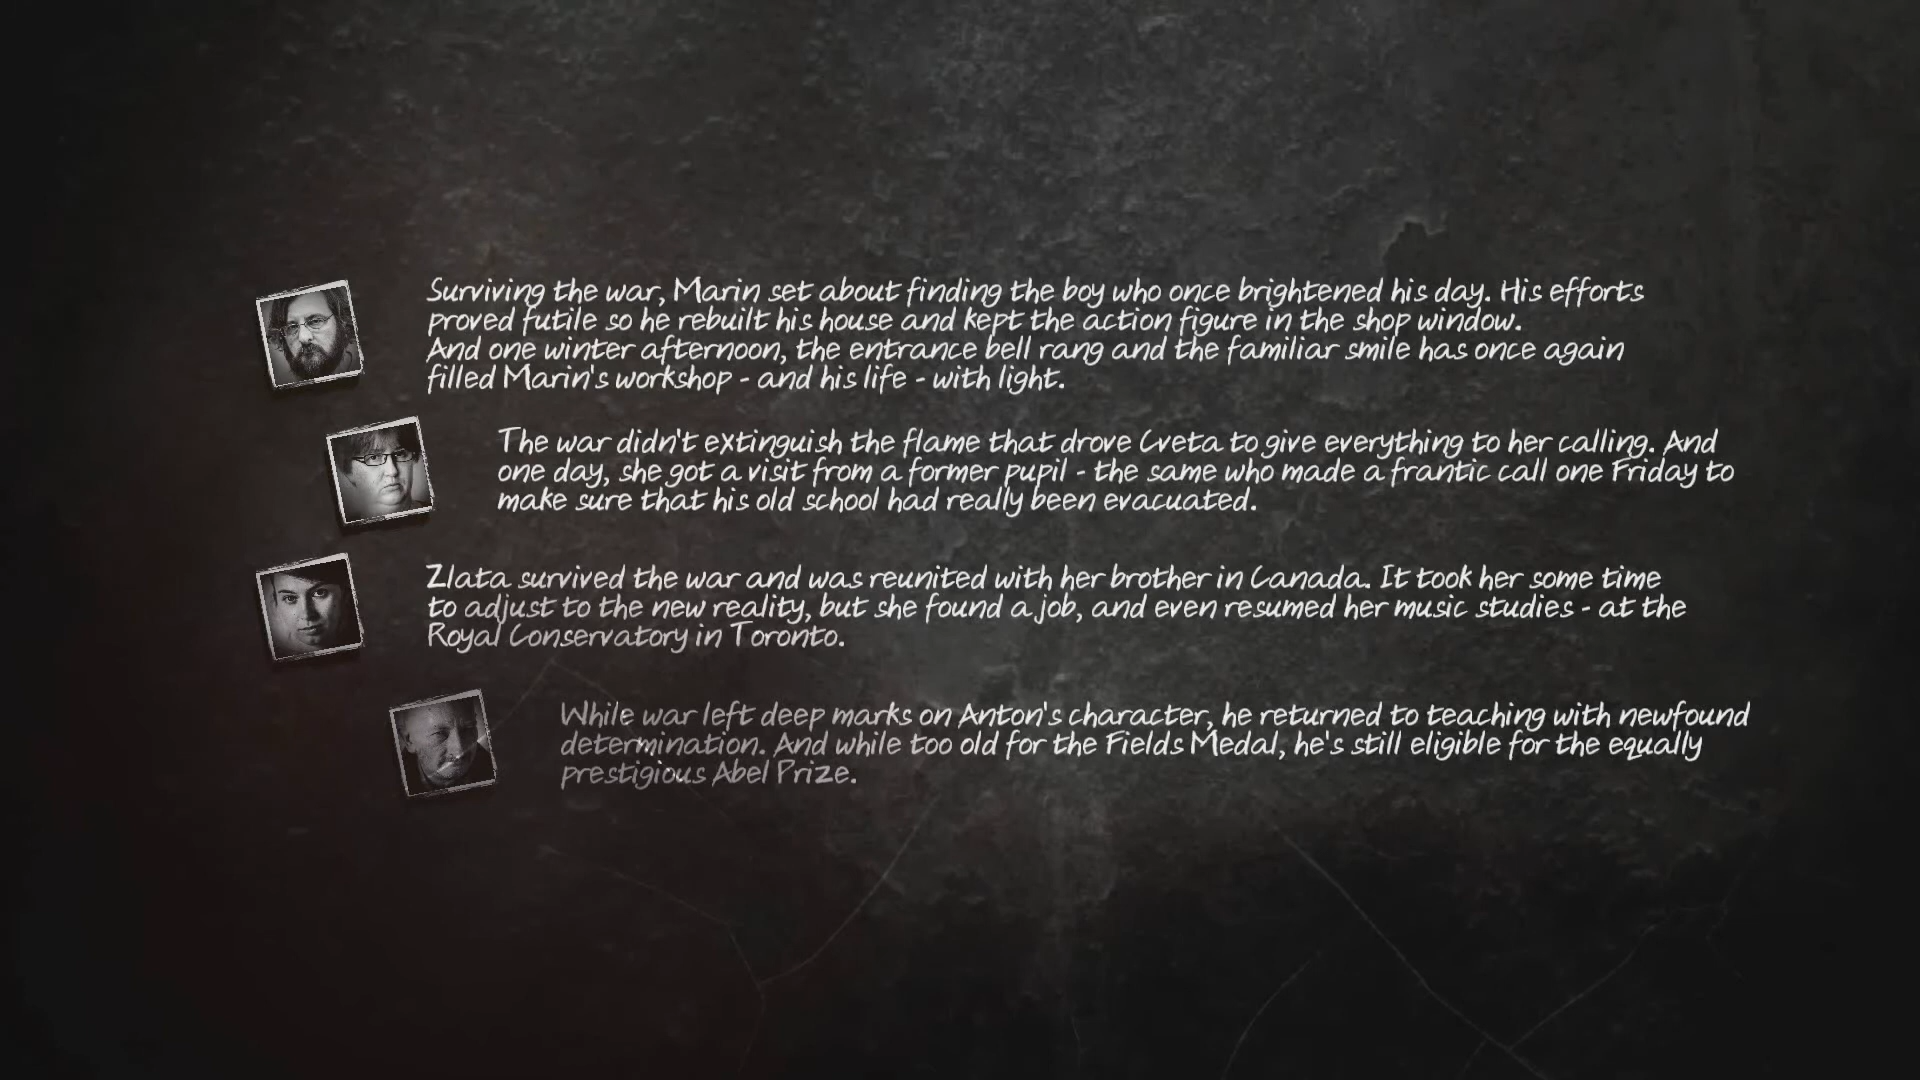 Surviving the war, Marin set about finding the boy who once brightened his day. His efforts
proved futile so he rebuilt his house and kept the action figure in the shop window.
And one winter afternoon, the entrance bell rang and the familiar smile has once again
filled Marin's workshop - and his life - with light.
The war didn't extinguish the flame that drove Cveta to give everything to her calling. And
one day, she got a visit from a former pupil - the same who made a frantic call one Friday to
make sure that his old school had really been evacuated.
Zlata survived the war and was reunited with her brother in Canada. It took her some time
to adjust to the new reality, but she found a job, and even resumed her music studies - at the
Royal Conservatory in Toronto.
While war left deep marks on Anton's character, he returned to teaching with newfound
determination. And while too old for the Fields Medal, he's still eligible for the equally
prestigious Abel Prize.